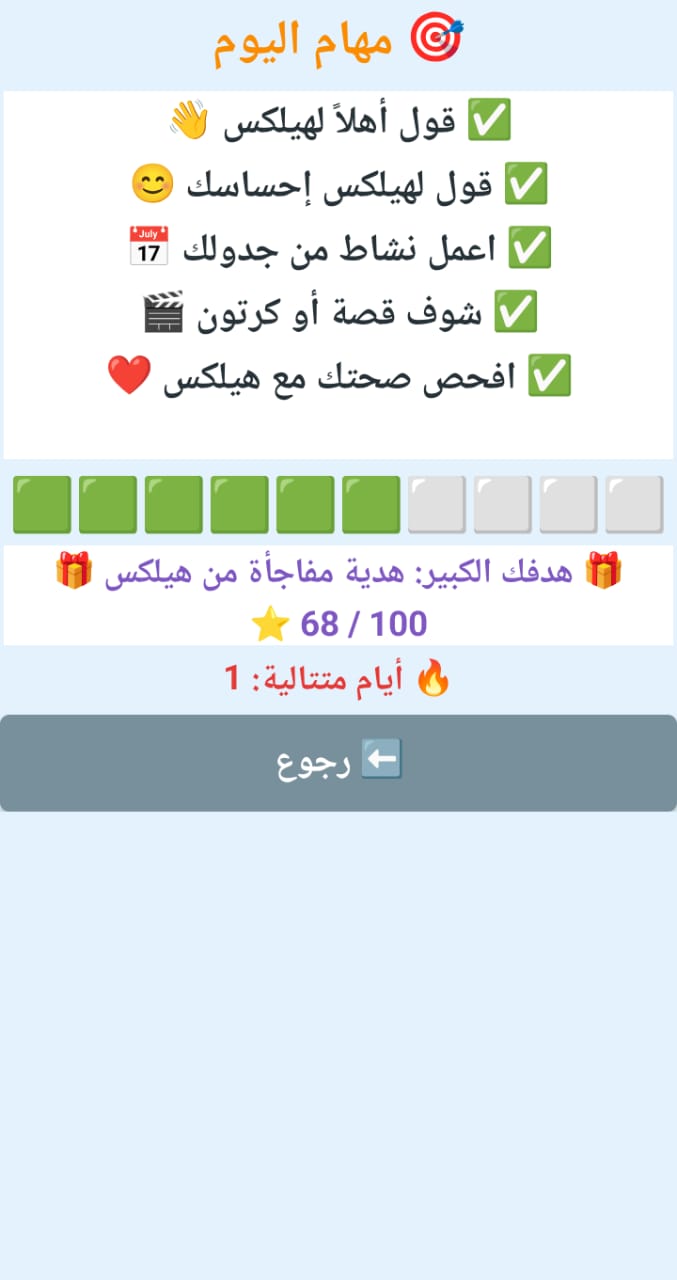 🎯 مهام اليوم
✅ قول أهلاً لهيلكس 👋
✅ قول لهيلكس إحساسك 😊
✅ اعمل نشاط من جدولك 📅
✅ شوف قصة أو كرتون 🎬
✅ افحص صحتك مع هيلكس ❤️
🟩🟩🟩🟩🟩🟩⬜⬜⬜⬜
🎁 هدفك الكبير: هدية مفاجأة من هيلكس 🎁
68 / 100 ⭐
🔥 أيام متتالية: 1
⬅️ رجوع